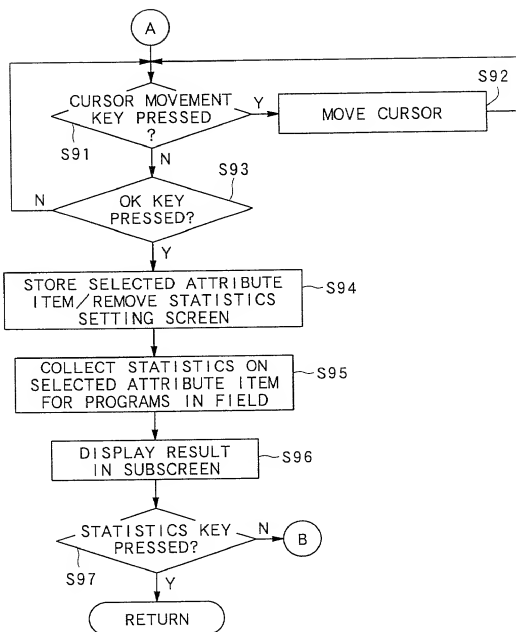 A
CURSOR MOVEMENT
KEY PRESSED
?
Y
S91
N
MOVE CURSOR
S92
S93
N
OK KEY
PRESSED?
Y
STORE SELECTED ATTRIBUTE
ITEM/REMOVE STATISTICS
SETTING SCREEN
S94
COLLECT STATISTICS ON
SELECTED ATTRIBUTE ITEM
FOR PROGRAMS IN FIELD
S95
DISPLAY RESULT
IN SUBSCREEN
S96
STATISTICS KEY
PRESSED?
N
B
S97
Y
RETURN